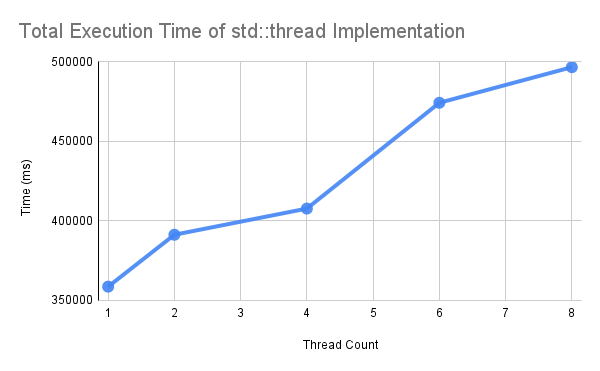 Total Execution Time of std::thread Implementation
500000
450000
400000
350000
Time (ms)
1 2 3 4 5 6 7 8
Thread Count